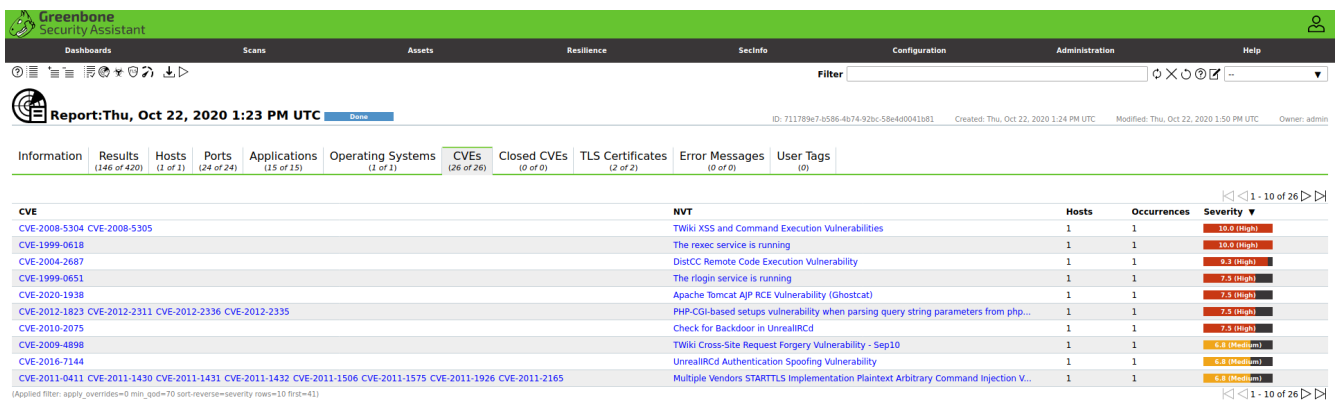 Greenbone
Security Assistant
Dashboards Scans Assets Resilience SecInfo Configuration Administration Help
Filter --
Report:Thu, Oct 22, 2020 1:23 PM UTC Done ID: 711789e7-b586-4b74-92bc-58e4d0041b81 Created: Thu, Oct 22, 2020 1:24 PM UTC Modified: Thu, Oct 22, 2020 1:50 PM UTC Owner: admin
Information Results Hosts Ports Applications Operating Systems CVEs Closed CVEs TLS Certificates Error Messages User Tags
(146 of 420) (1 of 1) (24 of 24) (15 of 15) (1 of 1) (26 of 26) (0 of 0) (2 of 2) (0 of 0) (0)
1 - 10 of 26
CVE NVT Hosts Occurrences Severity ▼
CVE-2008-5304 CVE-2008-5305 TWiki XSS and Command Execution Vulnerabilities 1 1 10.0 (High)
CVE-1999-0618 The rexec service is running 1 1 10.0 (High)
CVE-2004-2687 DistCC Remote Code Execution Vulnerability 1 1 9.3 (High)
CVE-1999-0651 The rlogin service is running 1 1 7.5 (High)
CVE-2020-1938 Apache Tomcat AJP RCE Vulnerability (Ghostcat) 1 1 7.5 (High)
CVE-2012-1823 CVE-2012-2311 CVE-2012-2336 CVE-2012-2335 PHP-CGI-based setups vulnerability when parsing query string parameters from php... 1 1 7.5 (High)
CVE-2010-2075 Check for Backdoor in UnrealIRCd 1 1 7.5 (High)
CVE-2009-4898 TWiki Cross-Site Request Forgery Vulnerability - Sep10 1 1 6.8 (Medium)
CVE-2016-7144 UnrealIRCd Authentication Spoofing Vulnerability 1 1 6.8 (Medium)
CVE-2011-0411 CVE-2011-1430 CVE-2011-1431 CVE-2011-1432 CVE-2011-1506 CVE-2011-1575 CVE-2011-1926 CVE-2011-2165 Multiple Vendors STARTTLS Implementation Plaintext Arbitrary Command Injection V... 1 1 6.8 (Medium)
(Applied filter: apply_overrides=0 min_qod=70 sort-reverse=severity rows=10 first=41) 1 - 10 of 26